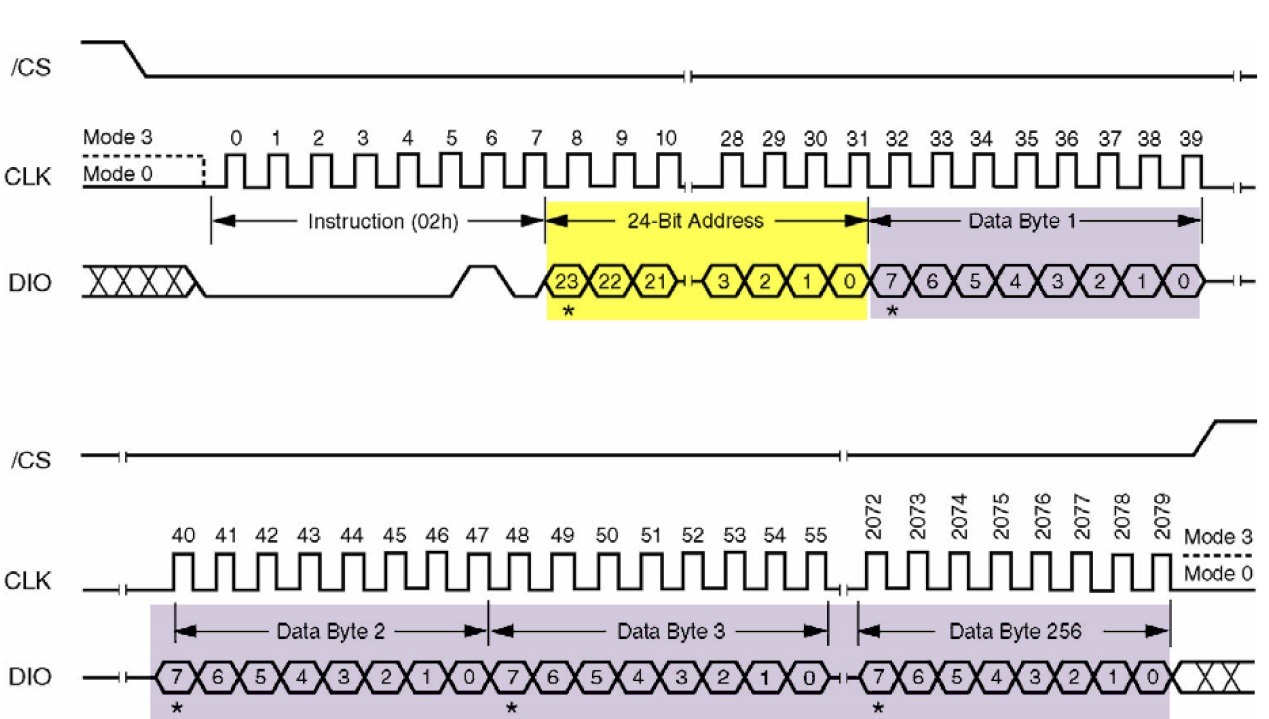 /CS
Mode 3 0 1 2 3 4 5 6 7 8 9 10 28 29 30 31 32 33 34 35 36 37 38 39
CLK Mode 0
Instruction (02h) 24-Bit Address Data Byte 1
DIO 23 22 21 3 2 1 0 7 6 5 4 3 2 1 0
* *
/CS
40 41 42 43 44 45 46 47 48 49 50 51 52 53 54 55 2072 2073 2074 2075 2076 2077 2078 2079 Mode 3
CLK Mode 0
Data Byte 2 Data Byte 3 Data Byte 256
DIO 7 6 5 4 3 2 1 0 7 6 5 4 3 2 1 0 7 6 5 4 3 2 1 0
* * *